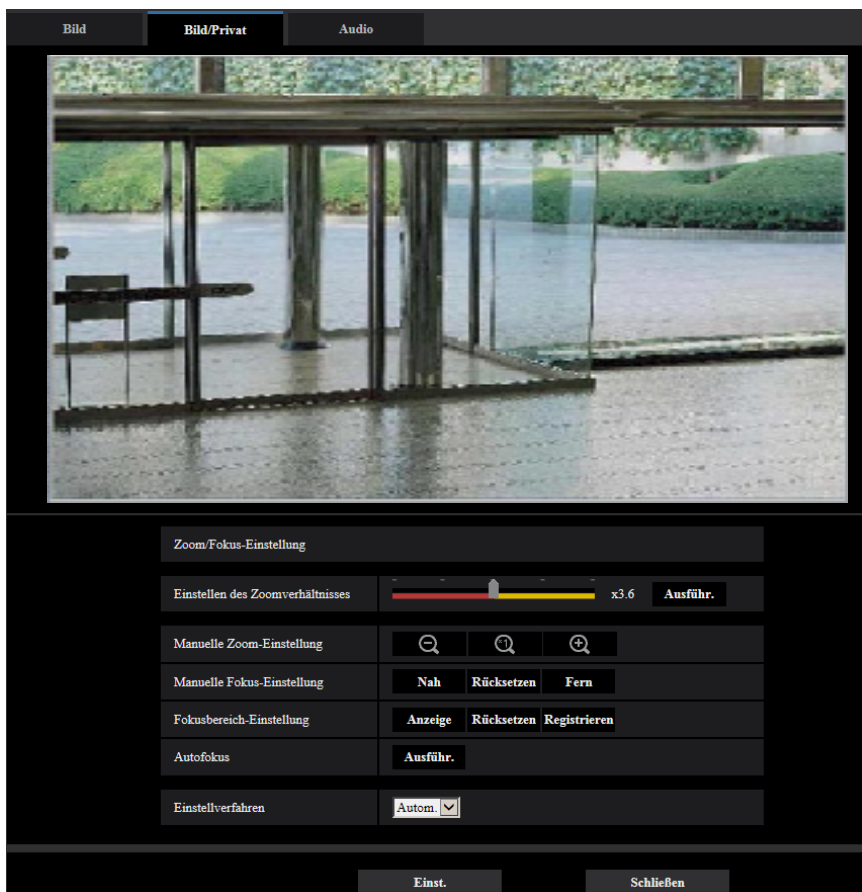 Bild Bild/Privat Audio
Zoom/Fokus-Einstellung
Einstellen des Zoomverhältnisses x3.6 Ausführ.
Manuelle Zoom-Einstellung ×1
Manuelle Fokus-Einstellung Nah Rücksetzen Fern
Fokusbereich-Einstellung Anzeige Rücksetzen Registrieren
Autofokus Ausführ.
Einstellverfahren Autom.
Einst. Schließen